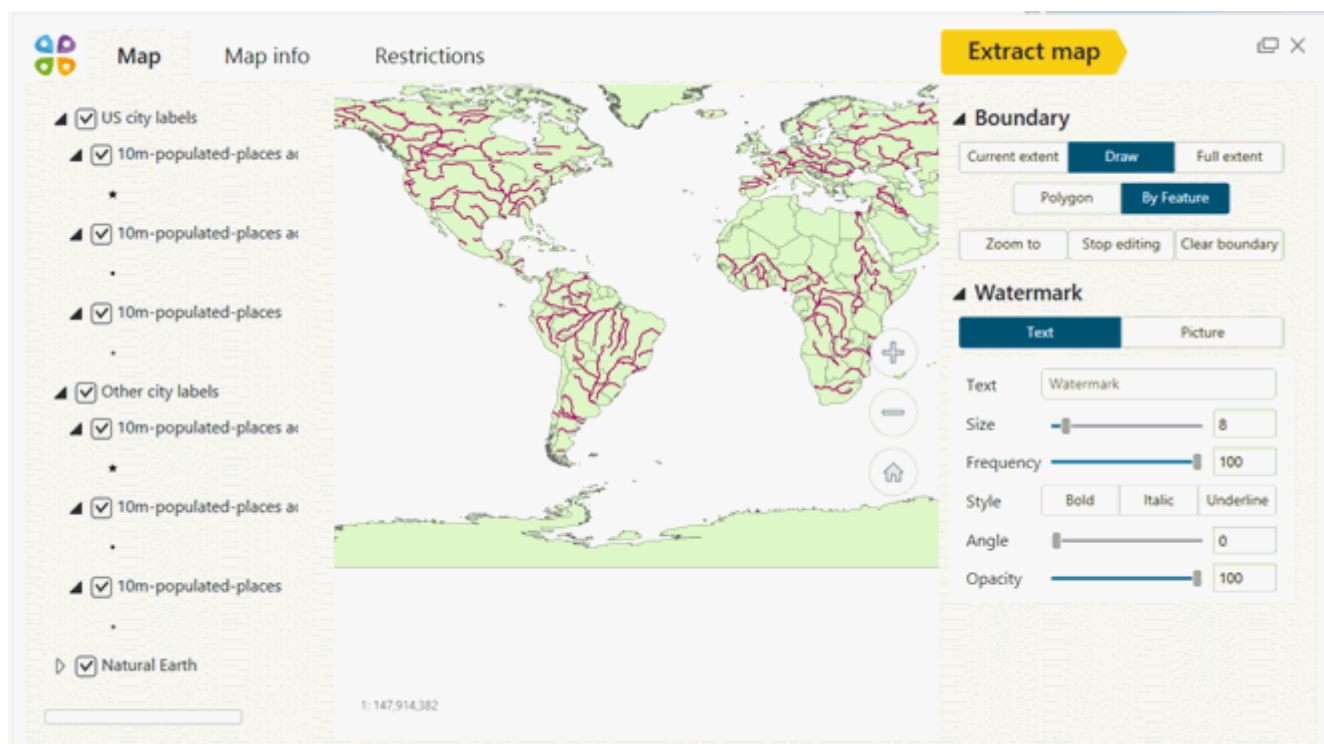 Map Map info Restrictions Extract map
US city labels
10m-populated-places
10m-populated-places
10m-populated-places
Other city labels
10m-populated-places
10m-populated-places
10m-populated-places
Natural Earth
1: 147,914,382
Boundary
Current extent Draw Full extent
Polygon By Feature
Zoom to Stop editing Clear boundary
Watermark
Text Picture
Text Watermark
Size 8
Frequency 100
Style Bold Italic Underline
Angle 0
Opacity 100